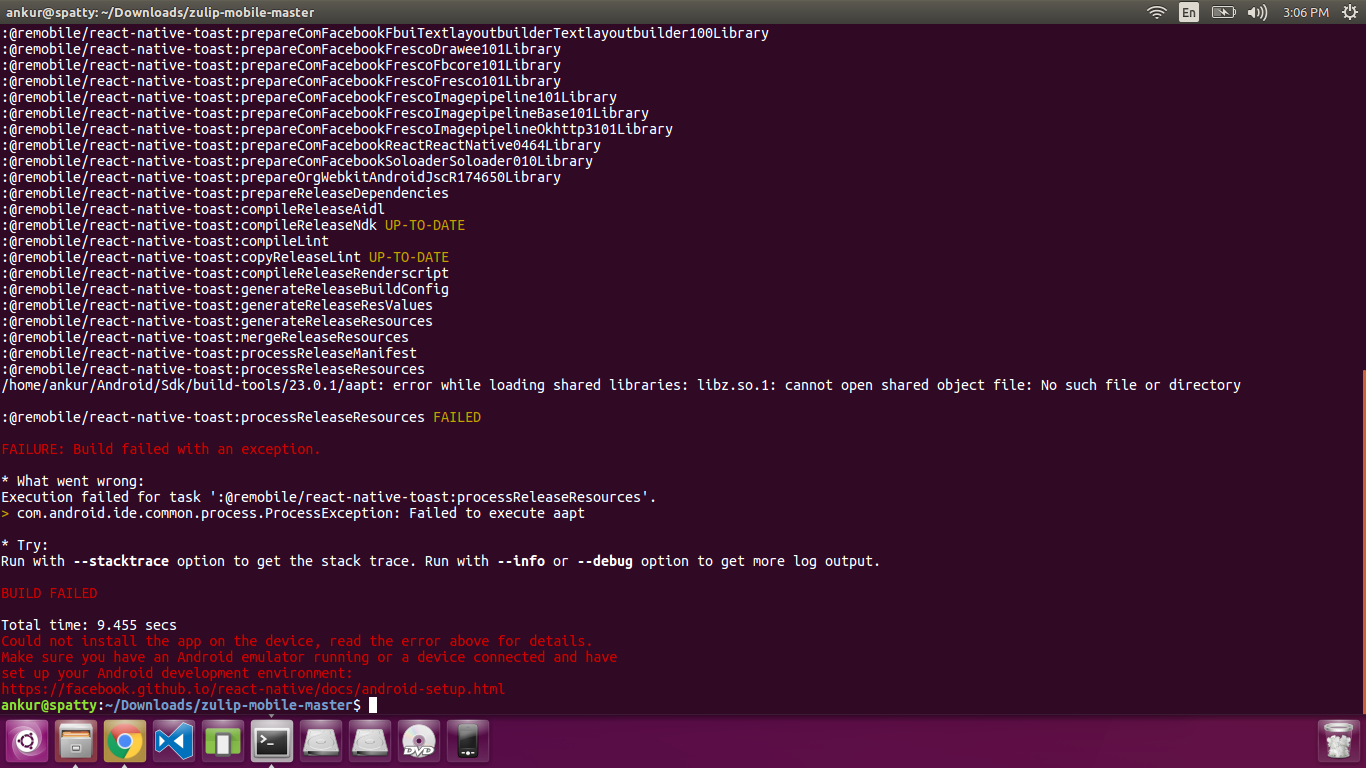 ankur@spatty: ~/Downloads/zulip-mobile-master
En
3:06 PM
:@remobile/react-native-toast:prepareComFacebookFbuiTextlayoutbuilderTextlayoutbuilder100Library
:@remobile/react-native-toast:prepareComFacebookFrescoDrawee101Library
:@remobile/react-native-toast:prepareComFacebookFrescoFbcore101Library
:@remobile/react-native-toast:prepareComFacebookFrescoFresco101Library
:@remobile/react-native-toast:prepareComFacebookFrescoImagepipeline101Library
:@remobile/react-native-toast:prepareComFacebookFrescoImagepipelineBase101Library
:@remobile/react-native-toast:prepareComFacebookFrescoImagepipelineOkhttp3101Library
:@remobile/react-native-toast:prepareComFacebookReactReactNative0464Library
:@remobile/react-native-toast:prepareComFacebookSoloaderSoloader010Library
:@remobile/react-native-toast:prepareOrgWebkitAndroidJscR174650Library
:@remobile/react-native-toast:prepareReleaseDependencies
:@remobile/react-native-toast:compileReleaseAidl
:@remobile/react-native-toast:compileReleaseNdk UP-TO-DATE
:@remobile/react-native-toast:compileLint
:@remobile/react-native-toast:copyReleaseLint UP-TO-DATE
:@remobile/react-native-toast:compileReleaseRenderscript
:@remobile/react-native-toast:generateReleaseBuildConfig
:@remobile/react-native-toast:generateReleaseResValues
:@remobile/react-native-toast:generateReleaseResources
:@remobile/react-native-toast:mergeReleaseResources
:@remobile/react-native-toast:processReleaseManifest
:@remobile/react-native-toast:processReleaseResources
/home/ankur/Android/Sdk/build-tools/23.0.1/aapt: error while loading shared libraries: libz.so.1: cannot open shared object file: No such file or directory
:@remobile/react-native-toast:processReleaseResources FAILED
FAILURE: Build failed with an exception.
* What went wrong:
Execution failed for task ':@remobile/react-native-toast:processReleaseResources'.
> com.android.ide.common.process.ProcessException: Failed to execute aapt
* Try:
Run with --stacktrace option to get the stack trace. Run with --info or --debug option to get more log output.
BUILD FAILED
Total time: 9.455 secs
Could not install the app on the device, read the error above for details.
Make sure you have an Android emulator running or a device connected and have
set up your Android development environment:
https://facebook.github.io/react-native/docs/android-setup.html
ankur@spatty:~/Downloads/zulip-mobile-master$
DVD